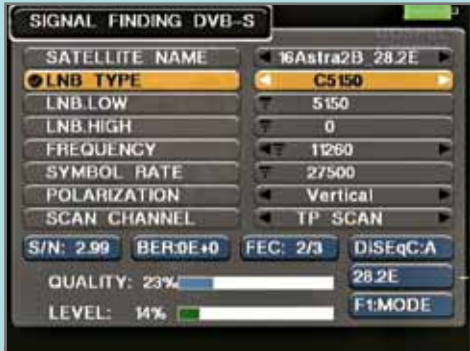 SIGNAL FINDING DVB-S
SATELLITE NAME 16Astra2B 28.2E
LNB TYPE C5150
LNB.LOW 5150
LNB.HIGH 0
FREQUENCY 11260
SYMBOL RATE 27500
POLARIZATION Vertical
SCAN CHANNEL TP SCAN
S/N: 2.99 BER:0E+0 FEC: 2/3 DiSEqC:A
QUALITY: 23% 28.2E
LEVEL: 14% F1:MODE